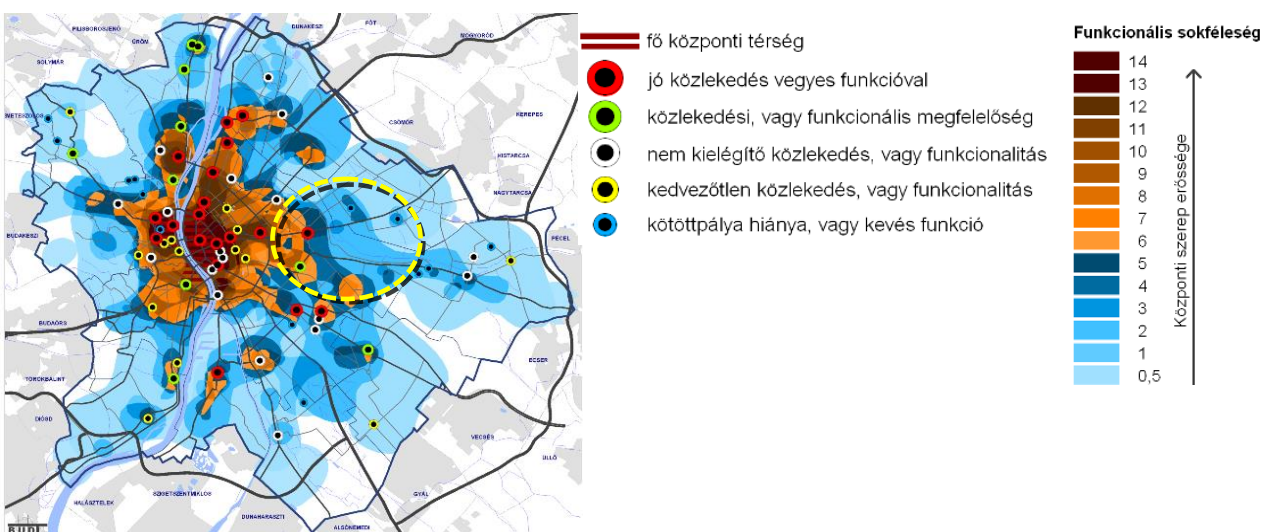 PILISBOROSJENŐ
ÜRÖM
SOLYMÁR
DUNAKESZI
FÓT
MOGYORÓD
CSÖMÖR
KEREPES
KISTARCSA
NAGYTARCSA
PÉCEL
BUDAKESZI
BUDAÖRS
TÖRÖKBÁLINT
DIÓSD
ECSER
VECSÉS
ÜLLŐ
GYÁL
HALÁSZTELEK
SZIGETSZENTMIKLÓS
DUNAHARASZTI
ALSÓNÉMEDI
fő központi térség
jó közlekedés vegyes funkcióval
közlekedési, vagy funkcionális megfelelőség
nem kielégítő közlekedés, vagy funkcionalitás
kedvezőtlen közlekedés, vagy funkcionalitás
kötöttpálya hiánya, vagy kevés funkció
Funkcionális sokféleség
14
13
12
11
10
9
8
7
6
5
4
3
2
1
0,5
Központi szerep erőssége